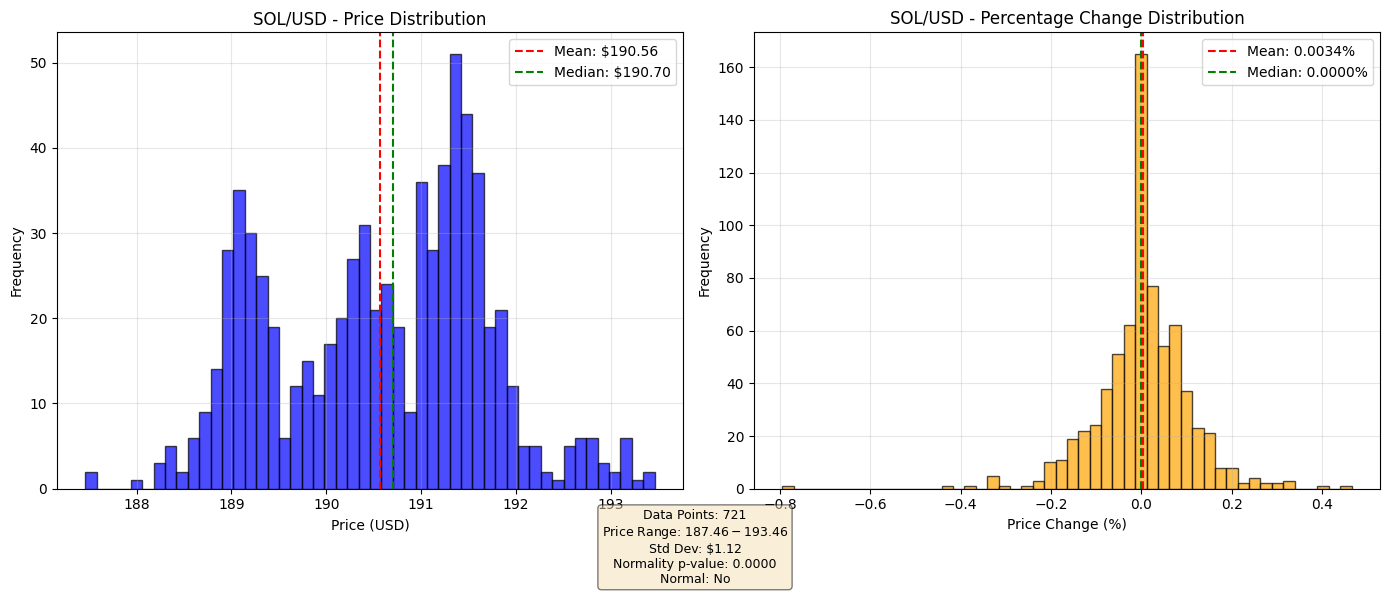 SOL/USD - Price Distribution
Frequency
50
40
30
20
10
0
Mean: $190.56
Median: $190.70
188
189
190
191
192
193
Price (USD)
SOL/USD - Percentage Change Distribution
Frequency
160
140
120
100
80
60
40
20
0
Mean: 0.0034%
Median: 0.0000%
−0.8
−0.6
−0.4
−0.2
0.0
0.2
0.4
Price Change (%)
Data Points: 721
Price Range: 187.46 − 193.46
Std Dev: $1.12
Normality p-value: 0.0000
Normal: No